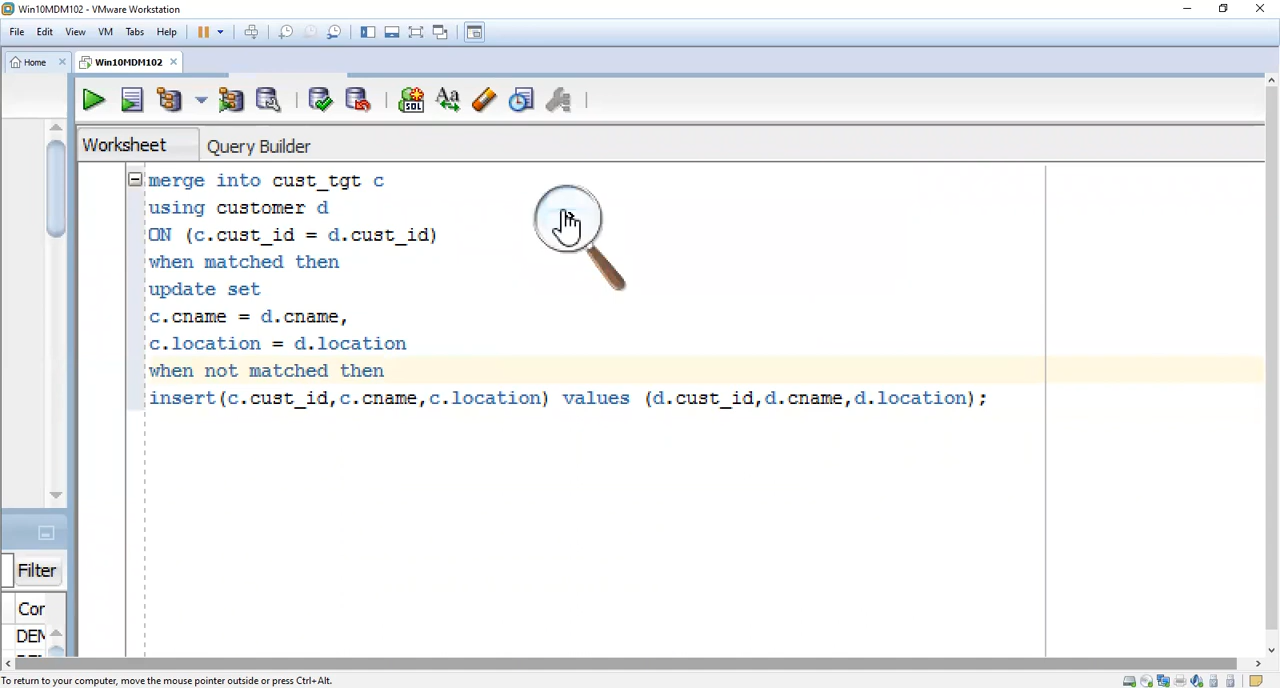 Win10MDM102 - VMware Workstation
File Edit View VM Tabs Help
Home Win10MDM102
SQL Aa
Worksheet Query Builder
merge into cust_tgt c
using customer d
ON (c.cust_id = d.cust_id)
when matched then
update set
c.cname = d.cname,
c.location = d.location
when not matched then
insert(c.cust_id,c.cname,c.location) values (d.cust_id,d.cname,d.location);
Filter
Cor
DEM
To return to your computer, move the mouse pointer outside or press Ctrl+Alt.